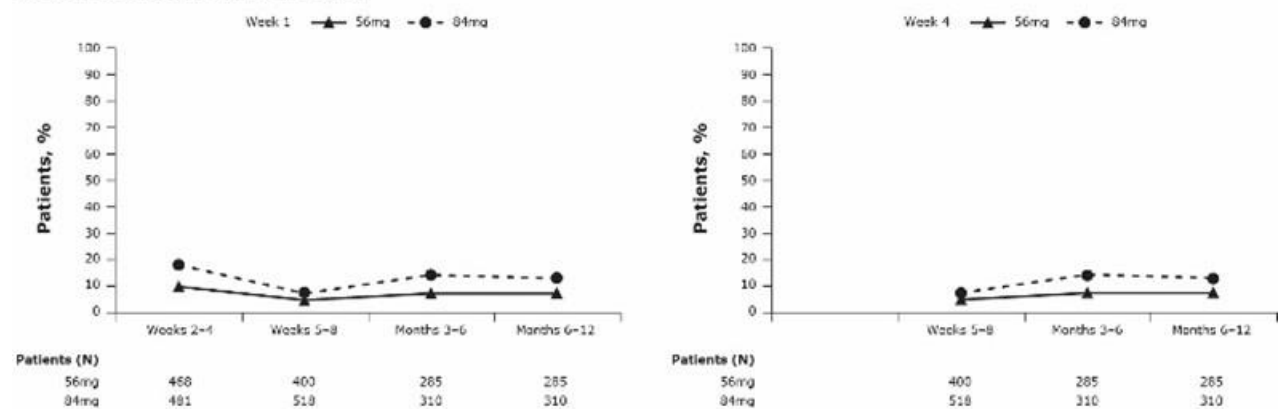 Week 1 56mg 84mg
100
90
80
70
60
50
40
30
20
10
0
Patients, %
Weeks 2–4 Weeks 5–8 Months 3–6 Months 6–12
Patients (N)
56mg 468 400 285 285
84mg 481 518 310 310
Week 4 56mg 84mg
100
90
80
70
60
50
40
30
20
10
0
Patients, %
Weeks 5–8 Months 3–6 Months 6–12
Patients (N)
56mg 400 285 285
84mg 518 310 310